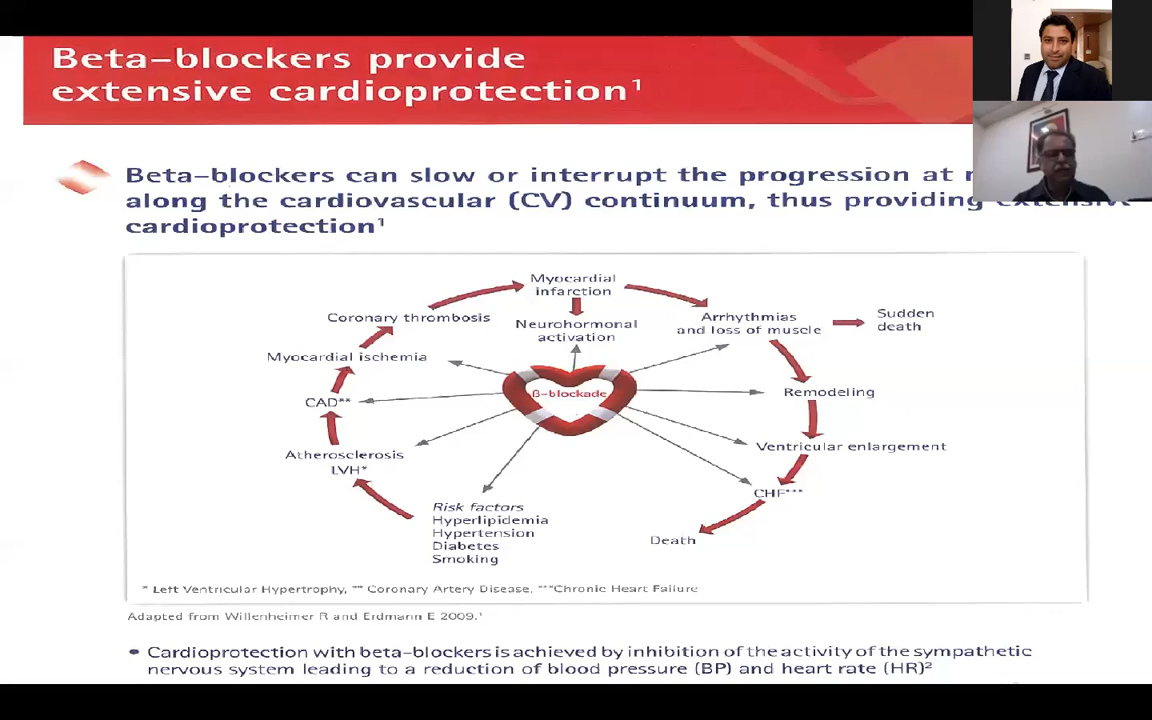 Beta-blockers provide
extensive cardioprotection¹
Beta-blockers can slow or interrupt the progression at
along the cardiovascular (CV) continuum, thus providing extensive
cardioprotection¹
Myocardial
infarction
Coronary thrombosis
Neurohormonal
activation
Arrhythmias
and loss of muscle
Sudden
death
Myocardial ischemia
ß-blockade
Remodeling
CAD**
Atherosclerosis
LVH*
Ventricular enlargement
CHF***
Risk factors
Hyperlipidemia
Hypertension
Diabetes
Smoking
Death
* Left Ventricular Hypertrophy, ** Coronary Artery Disease, ***Chronic Heart Failure
Adapted from Willenheimer R and Erdmann E 2009.¹
• Cardioprotection with beta-blockers is achieved by inhibition of the activity of the sympathetic
nervous system leading to a reduction of blood pressure (BP) and heart rate (HR)²